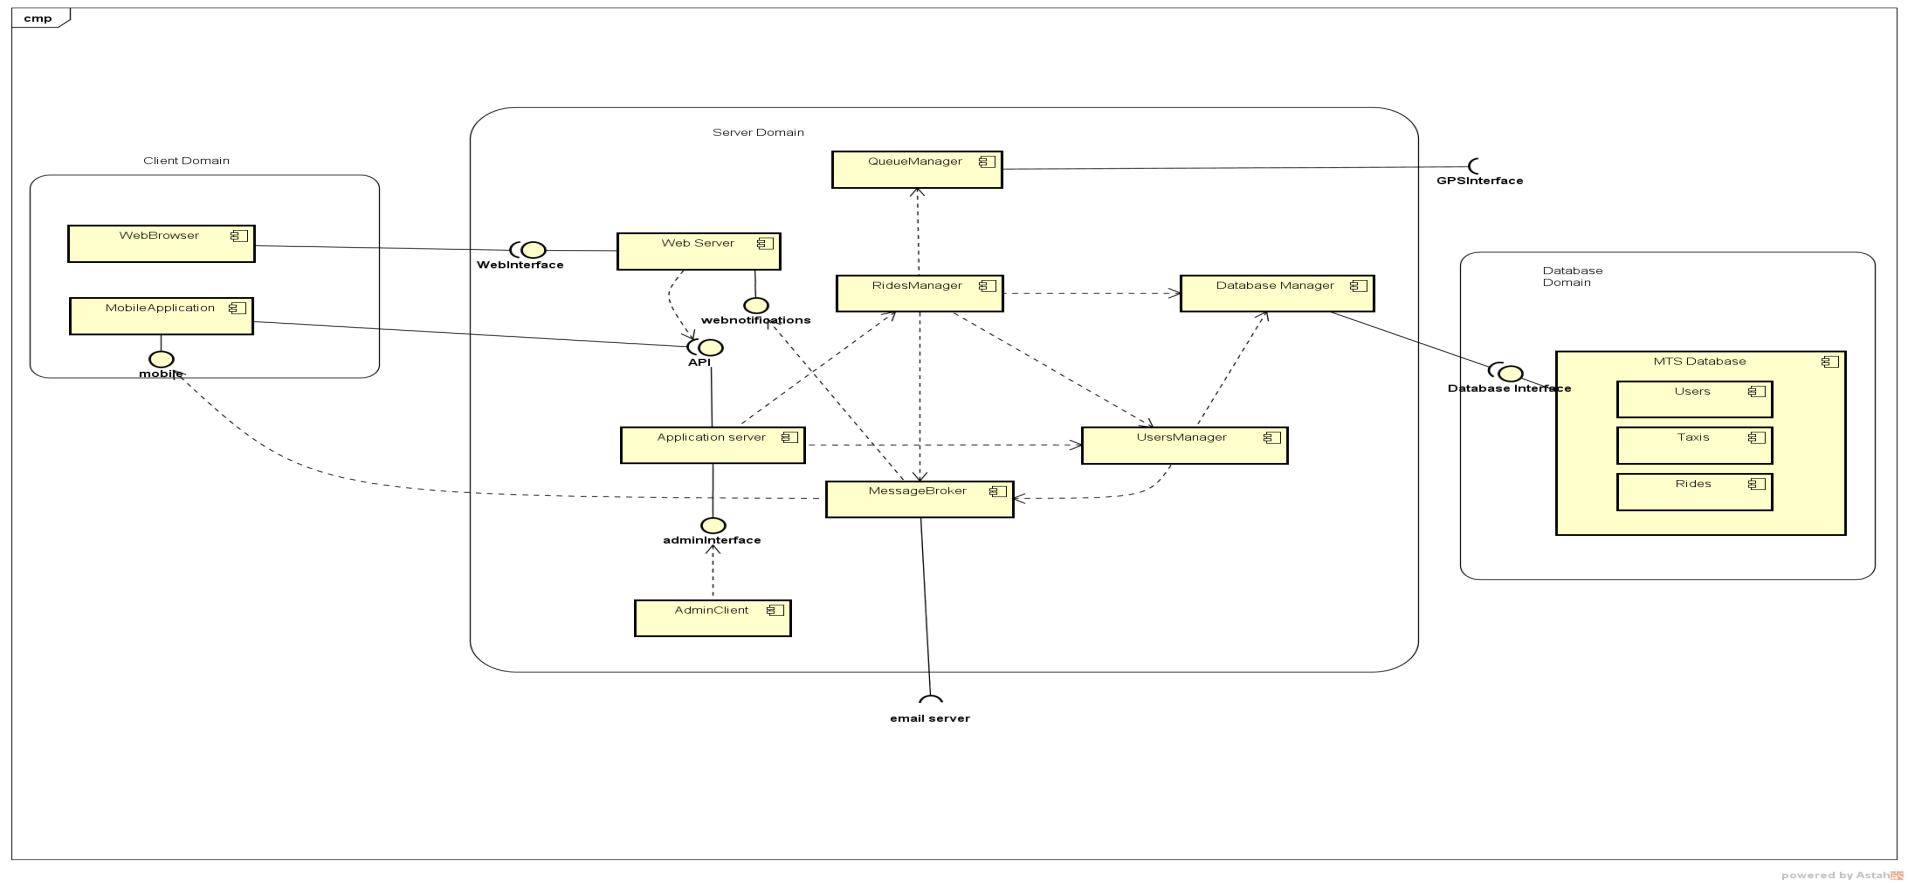 cmp
Server Domain
Client Domain
QueueManager
GPSInterface
WebBrowser
Web Server
WebInterface
Database
Domain
RidesManager
Database Manager
MobileApplication
webnotifications
API
mobile
MTS Database
Database Interface
Users
Application server
UsersManager
Taxis
MessageBroker
Rides
adminInterface
AdminClient
email server
powered by Astah